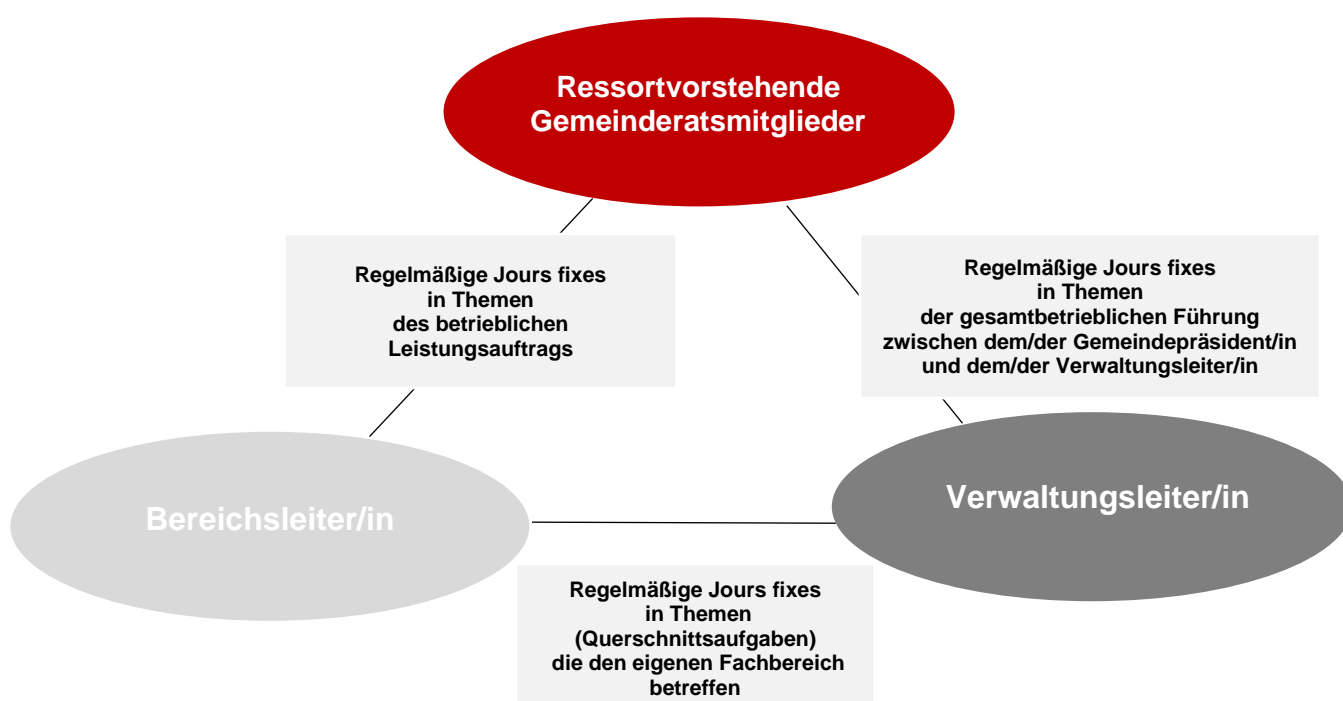 Ressortvorstehende
Gemeinderatsmitglieder
Regelmäßige Jours fixes
in Themen
des betrieblichen
Leistungsauftrags
Regelmäßige Jours fixes
in Themen
der gesamtbetrieblichen Führung
zwischen dem/der Gemeindepräsident/in
und dem/der Verwaltungsleiter/in
Bereichsleiter/in
Verwaltungsleiter/in
Regelmäßige Jours fixes
in Themen
(Querschnittsaufgaben)
die den eigenen Fachbereich
betreffen